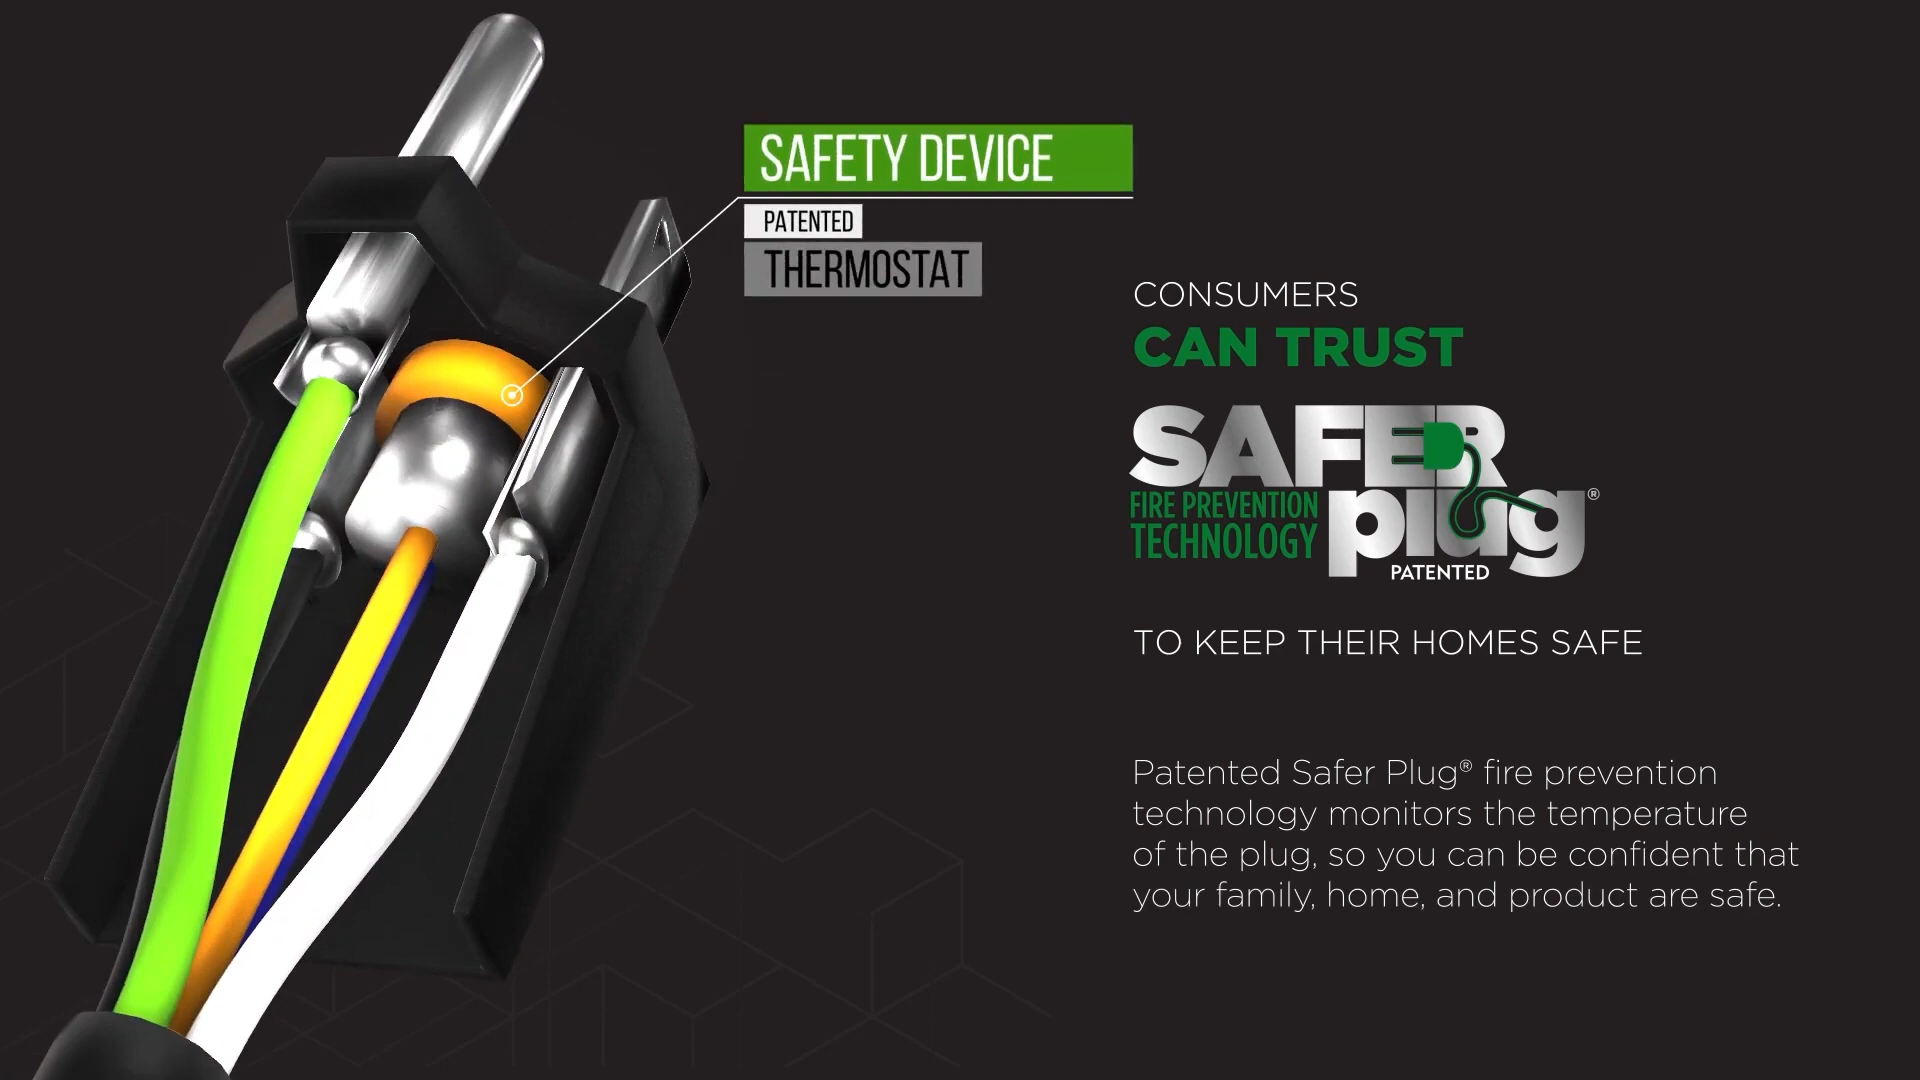 SAFETY DEVICE
PATENTED
THERMOSTAT
CONSUMERS
CAN TRUST
SAFER
FIRE PREVENTION
TECHNOLOGY
plug®
PATENTED
TO KEEP THEIR HOMES SAFE
Patented Safer Plug® fire prevention
technology monitors the temperature
of the plug, so you can be confident that
your family, home, and product are safe.